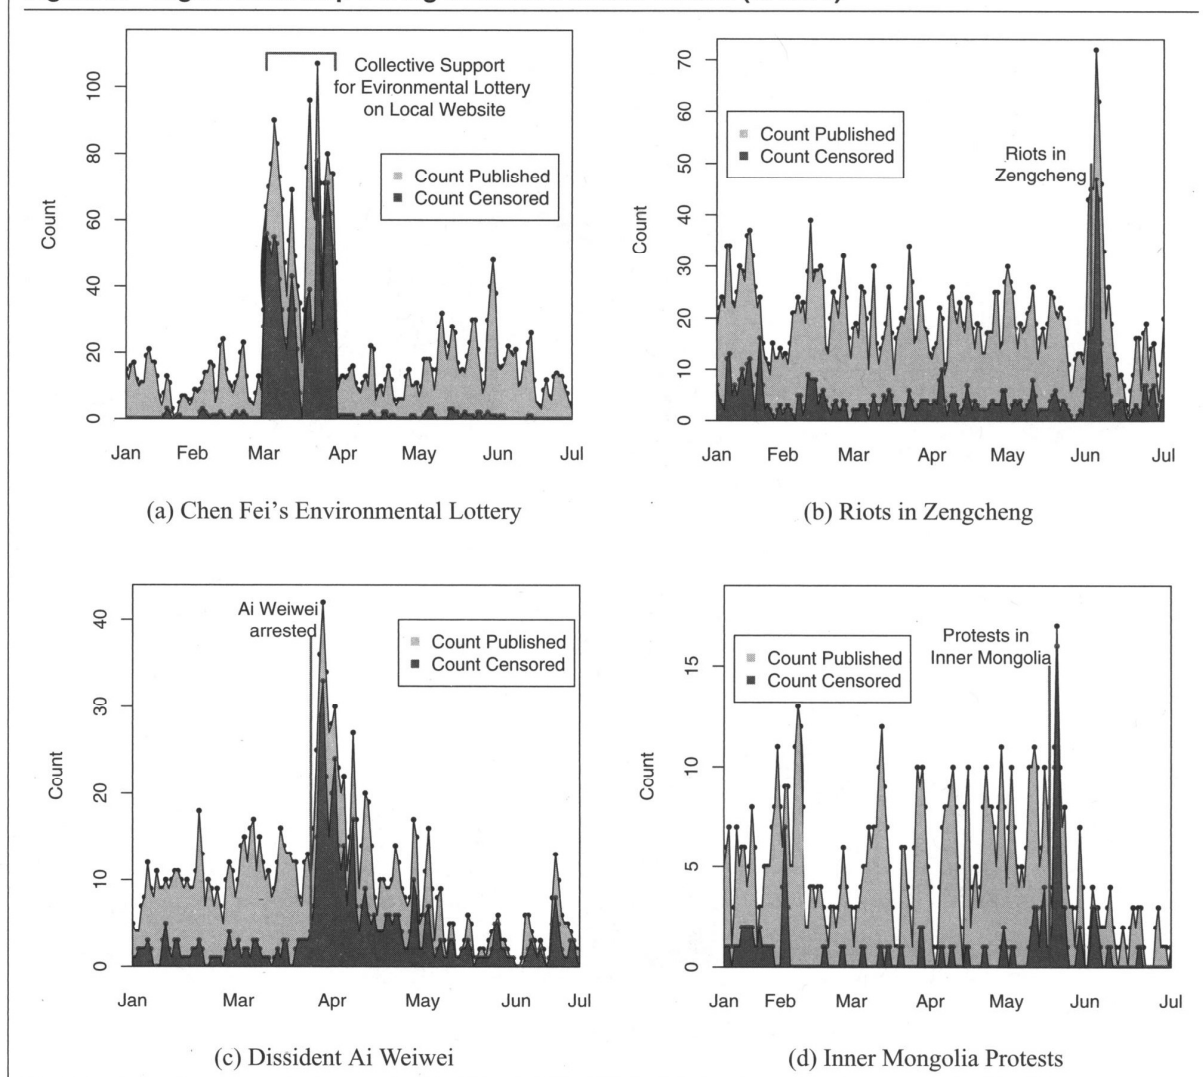 Collective Support
for Evironmental Lottery
on Local Website
Count Published
Count Censored
Count
0 20 40 60 80 100
Jan Feb Mar Apr May Jun Jul
(a) Chen Fei's Environmental Lottery
Count Published
Count Censored
Riots in
Zengcheng
Count
0 10 20 30 40 50 60 70
Jan Feb Mar Apr May Jun Jul
(b) Riots in Zengcheng
Ai Weiwei
arrested
Count Published
Count Censored
Count
0 10 20 30 40
Jan Mar Apr May Jun Jul
(c) Dissident Ai Weiwei
Count Published
Count Censored
Protests in
Inner Mongolia
Count
0 5 10 15
Jan Feb Mar Apr May Jun Jul
(d) Inner Mongolia Protests